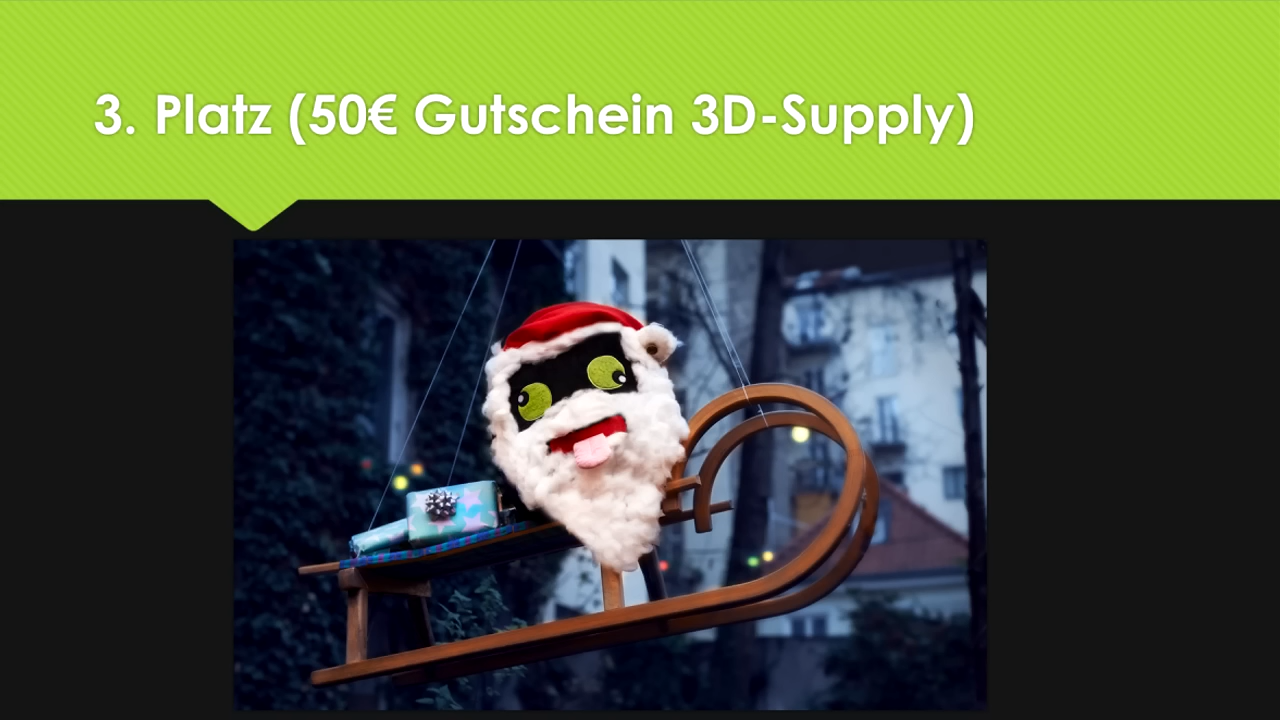 3. Platz (50€ Gutschein 3D-Supply)